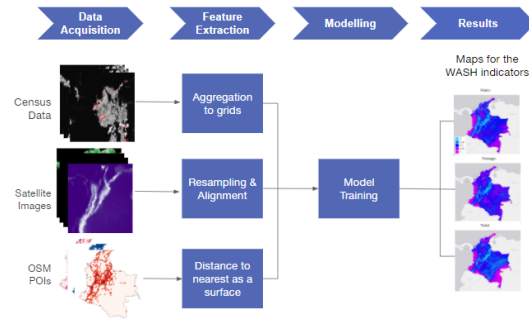 Data
Acquisition
Feature
Extraction
Modelling
Results
Maps for the
WASH indicators
Census
Data
Aggregation
to grids
Satellite
Images
Resampling &
Alignment
Model
Training
OSM
POIs
Distance to
nearest as a
surface